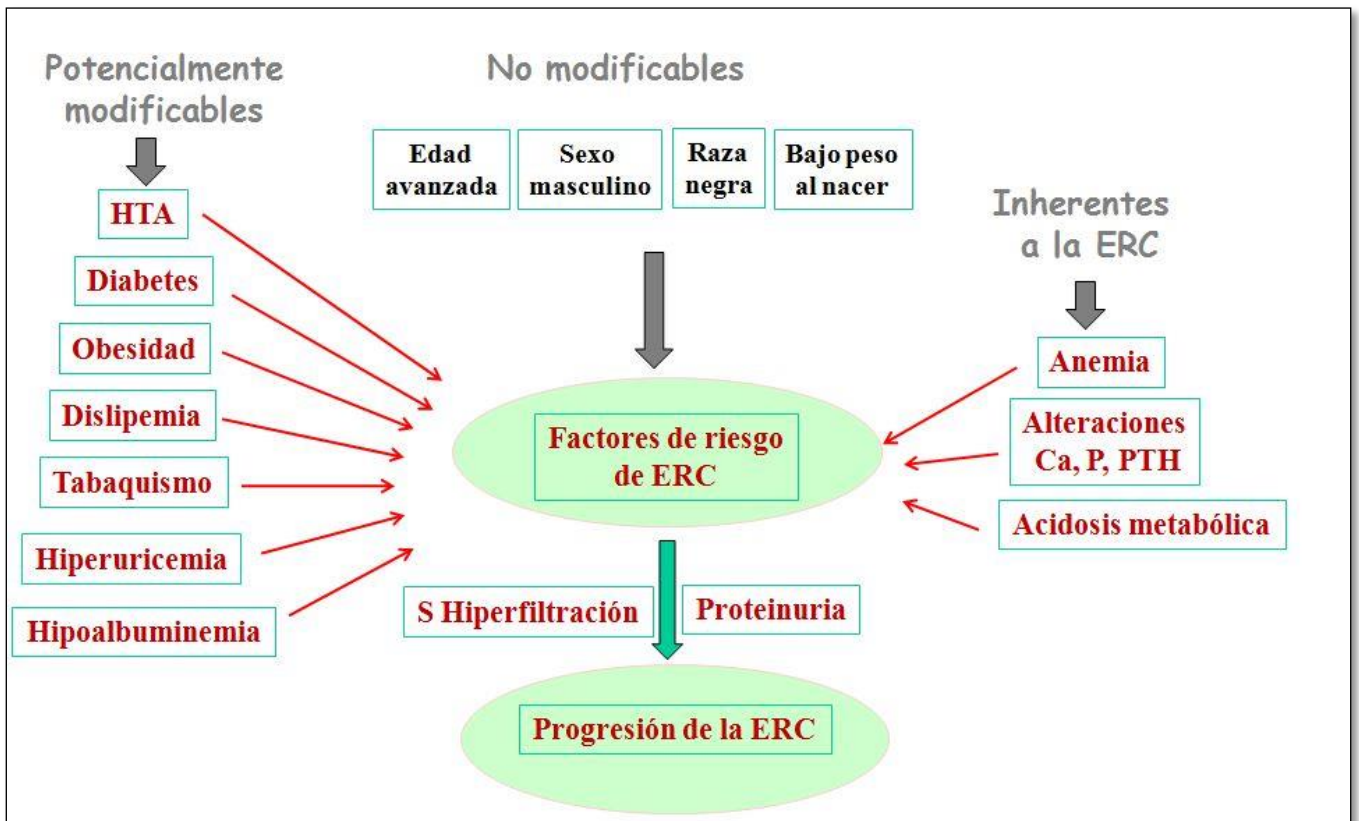 Potencialmente
modificables
HTA
Diabetes
Obesidad
Dislipemia
Tabaquismo
Hiperuricemia
Hipoalbuminemia
No modificables
Edad
avanzada
Sexo
masculino
Raza
negra
Bajo peso
al nacer
Inherentes
a la ERC
Anemia
Alteraciones
Ca, P, PTH
Acidosis metabólica
Factores de riesgo
de ERC
S Hiperfiltración
Proteinuria
Progresión de la ERC